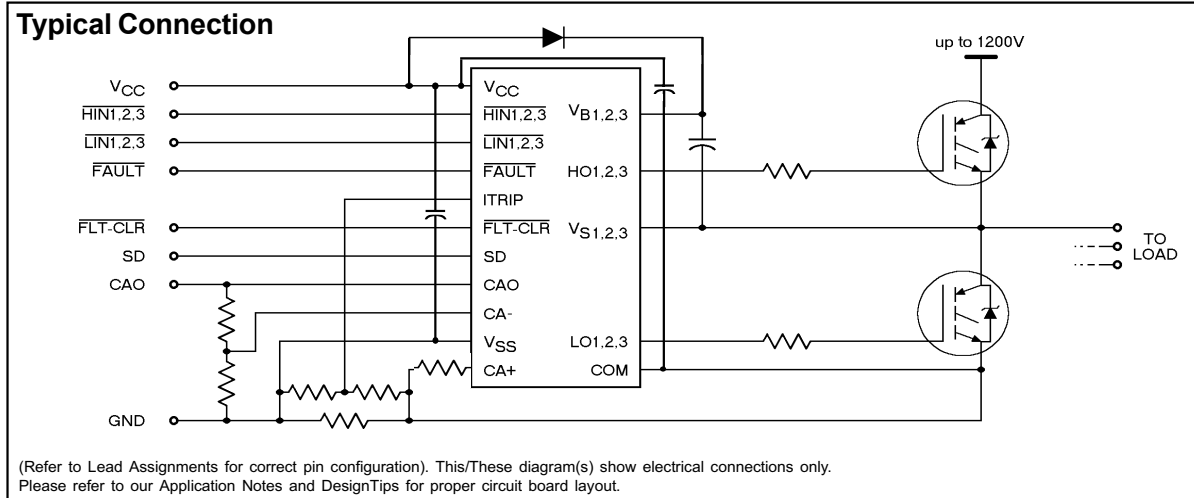 Typical Connection
up to 1200V
VCC
HIN1,2,3
LIN1,2,3
FAULT
FLT-CLR
SD
CAO
GND
VCC
HIN1,2,3
LIN1,2,3
FAULT
ITRIP
FLT-CLR
SD
CAO
CA-
VSS
CA+
VB1,2,3
HO1,2,3
VS1,2,3
LO1,2,3
COM
TO
LOAD
(Refer to Lead Assignments for correct pin configuration). This/These diagram(s) show electrical connections only.
Please refer to our Application Notes and DesignTips for proper circuit board layout.